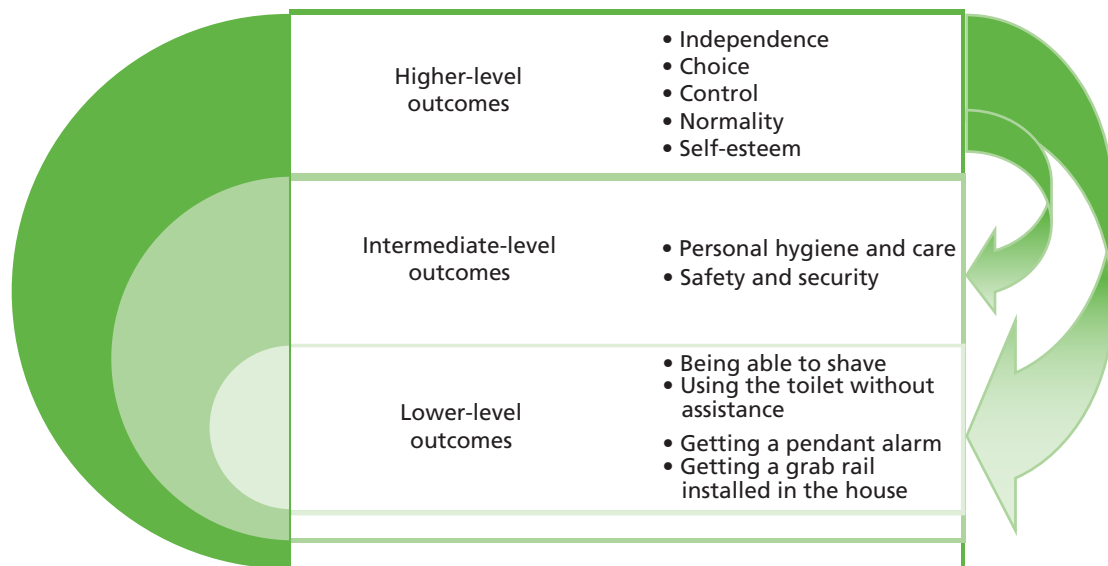 Higher-level
outcomes
• Independence
• Choice
• Control
• Normality
• Self-esteem
Intermediate-level
outcomes
• Personal hygiene and care
• Safety and security
Lower-level
outcomes
• Being able to shave
• Using the toilet without
assistance
• Getting a pendant alarm
• Getting a grab rail
installed in the house